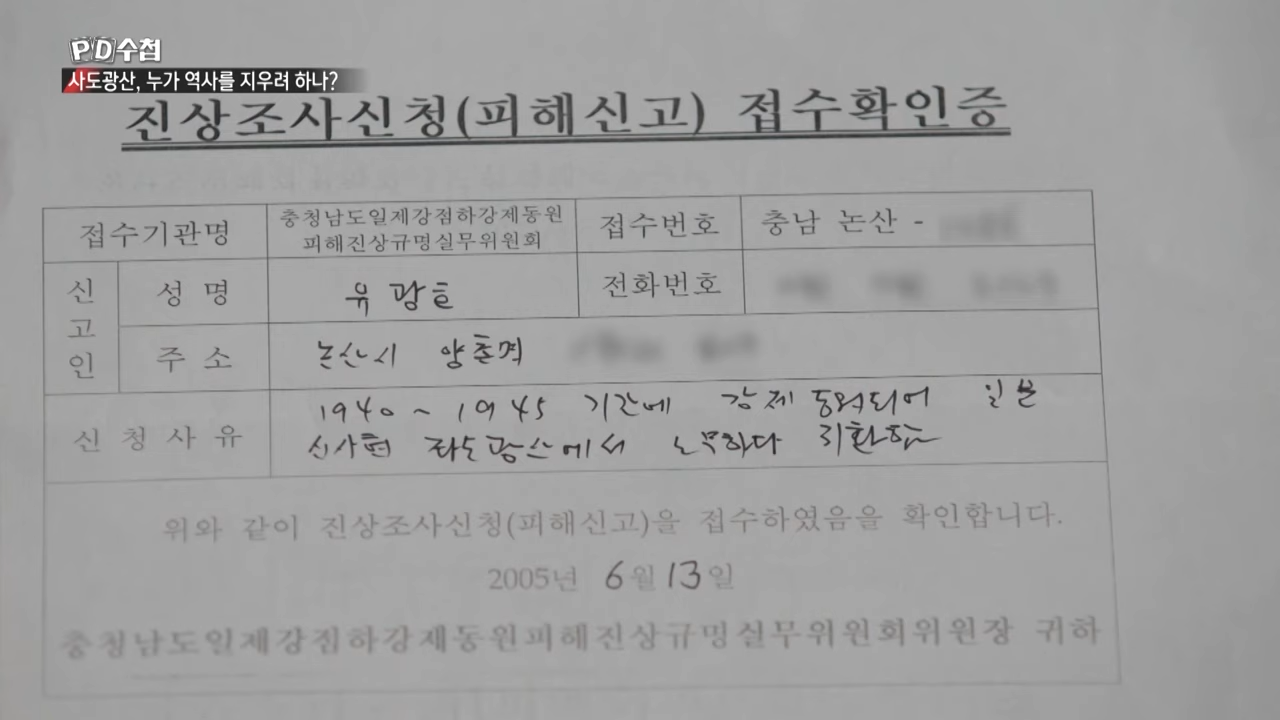 PD수첩
사도광산, 누가 역사를 지우려 하나?
진상조사신청(피해신고) 접수확인증
접수기관명 충청남도일제강점하강제동원 피해진상규명실무위원회 접수번호 충남 논산 -
신고인 성 명 유광호 전화번호
주 소 논산시 양촌면
신청사유 1940 ~ 1945 기간에 강제 동원되어 일본
광산에서 노무하다 귀환함
위와 같이 진상조사신청(피해신고)을 접수하였음을 확인합니다.
2005년 6월 13일
충청남도일제강점하강제동원피해진상규명실무위원회위원장 귀하